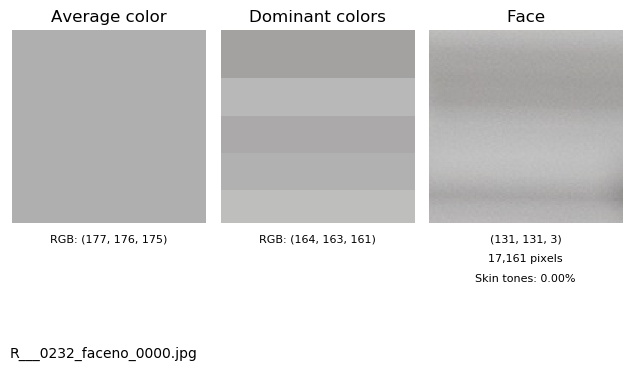 Average color
Dominant colors
Face
RGB: (177, 176, 175)
RGB: (164, 163, 161)
(131, 131, 3)
17,161 pixels
Skin tones: 0.00%
R___0232_faceno_0000.jpg